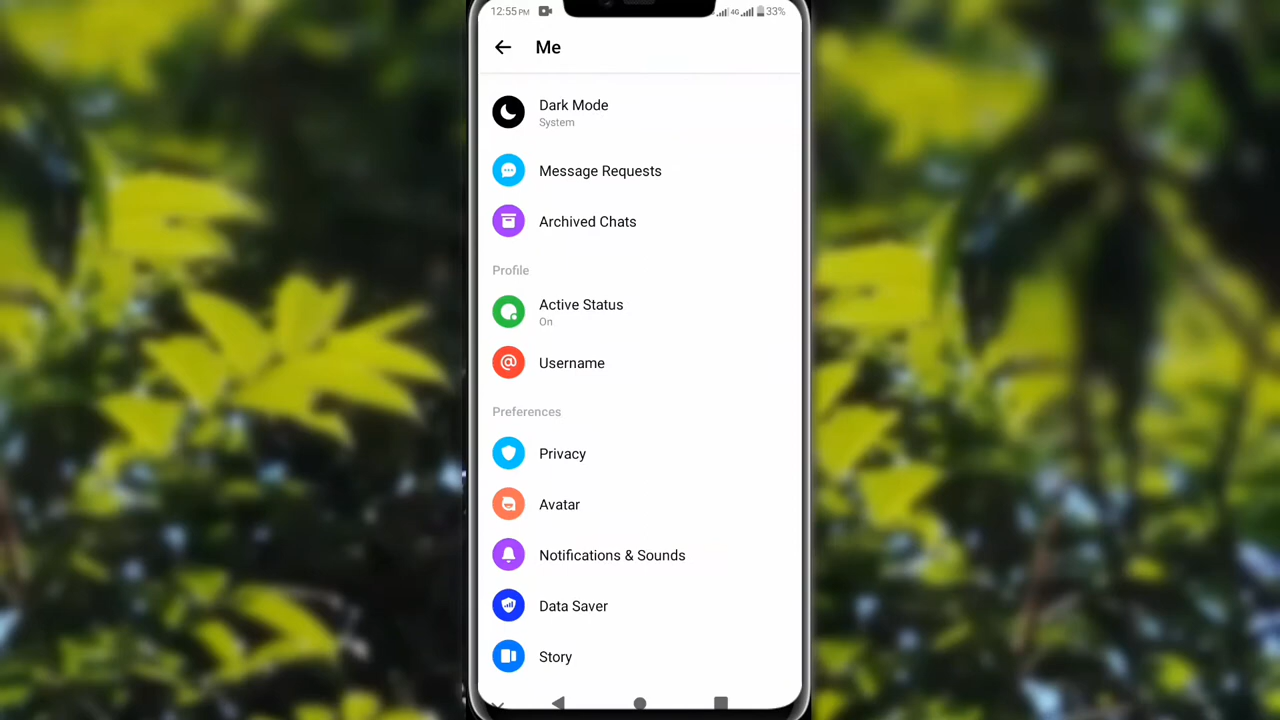 12:55 PM 4G 33%
Me
Dark Mode
System
Message Requests
Archived Chats
Profile
Active Status
On
Username
Preferences
Privacy
Avatar
Notifications & Sounds
Data Saver
Story